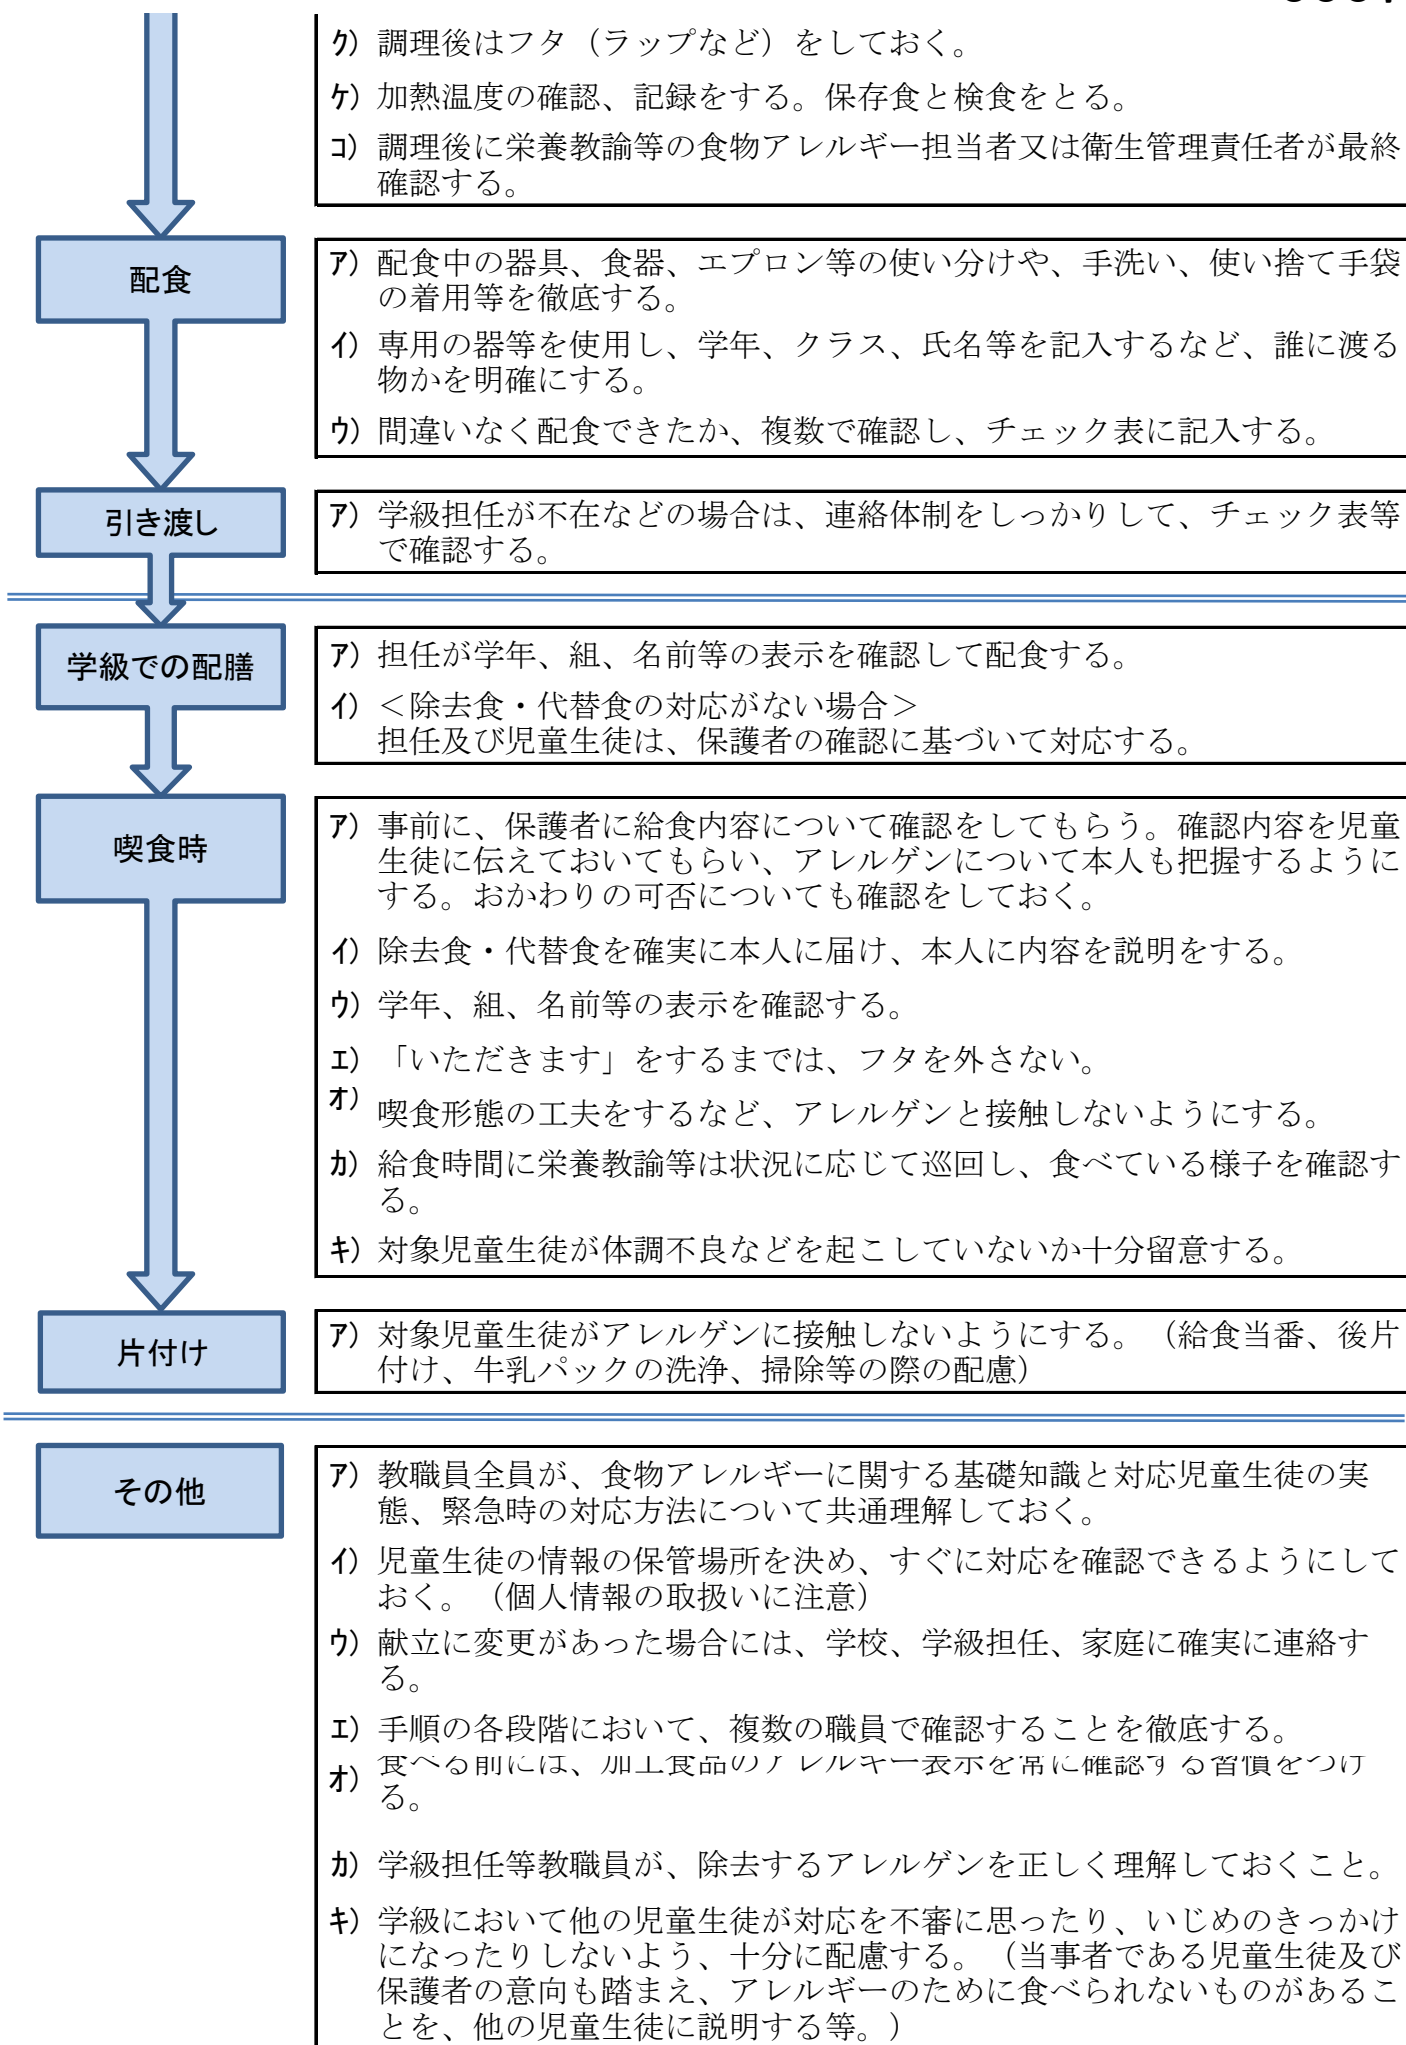 ク）調理後はフタ（ラップなど）をしておく。
ケ）加熱温度の確認、記録をする。保存食と検食をとる。
コ）調理後に栄養教諭等の食物アレルギー担当者又は衛生管理責任者が最終
確認する。
配食
ア）配食中の器具、食器、エプロン等の使い分けや、手洗い、使い捨て手袋
の着用等を徹底する。
イ）専用の器等を使用し、学年、クラス、氏名等を記入するなど、誰に渡る
物かを明確にする。
ウ）間違いなく配食できたか、複数で確認し、チェック表に記入する。
引き渡し
ア）学級担任が不在などの場合は、連絡体制をしっかりして、チェック表等
で確認する。
学級での配膳
ア）担任が学年、組、名前等の表示を確認して配食する。
イ）＜除去食・代替食の対応がない場合＞
担任及び児童生徒は、保護者の確認に基づいて対応する。
喫食時
ア）事前に、保護者に給食内容について確認をしてもらう。確認内容を児童
生徒に伝えておいてもらい、アレルゲンについて本人も把握するように
する。おかわりの可否についても確認をしておく。
イ）除去食・代替食を確実に本人に届け、本人に内容を説明をする。
ウ）学年、組、名前等の表示を確認する。
エ）「いただきます」をするまでは、フタを外さない。
オ）喫食形態の工夫をするなど、アレルゲンと接触しないようにする。
カ）給食時間に栄養教諭等は状況に応じて巡回し、食べている様子を確認す
る。
キ）対象児童生徒が体調不良などを起こしていないか十分留意する。
片付け
ア）対象児童生徒がアレルゲンに接触しないようにする。（給食当番、後片
付け、牛乳パックの洗浄、掃除等の際の配慮）
その他
ア）教職員全員が、食物アレルギーに関する基礎知識と対応児童生徒の実
態、緊急時の対応方法について共通理解しておく。
イ）児童生徒の情報の保管場所を決め、すぐに対応を確認できるようにして
おく。（個人情報の取扱いに注意）
ウ）献立に変更があった場合には、学校、学級担任、家庭に確実に連絡す
る。
エ）手順の各段階において、複数の職員で確認することを徹底する。
オ）食べる前には、加工食品のアレルギー表示を常に確認する習慣をつけ
る。
カ）学級担任等教職員が、除去するアレルゲンを正しく理解しておくこと。
キ）学級において他の児童生徒が対応を不審に思ったり、いじめのきっかけ
になったりしないよう、十分に配慮する。（当事者である児童生徒及び
保護者の意向も踏まえ、アレルギーのために食べられないものがあるこ
とを、他の児童生徒に説明する等。）